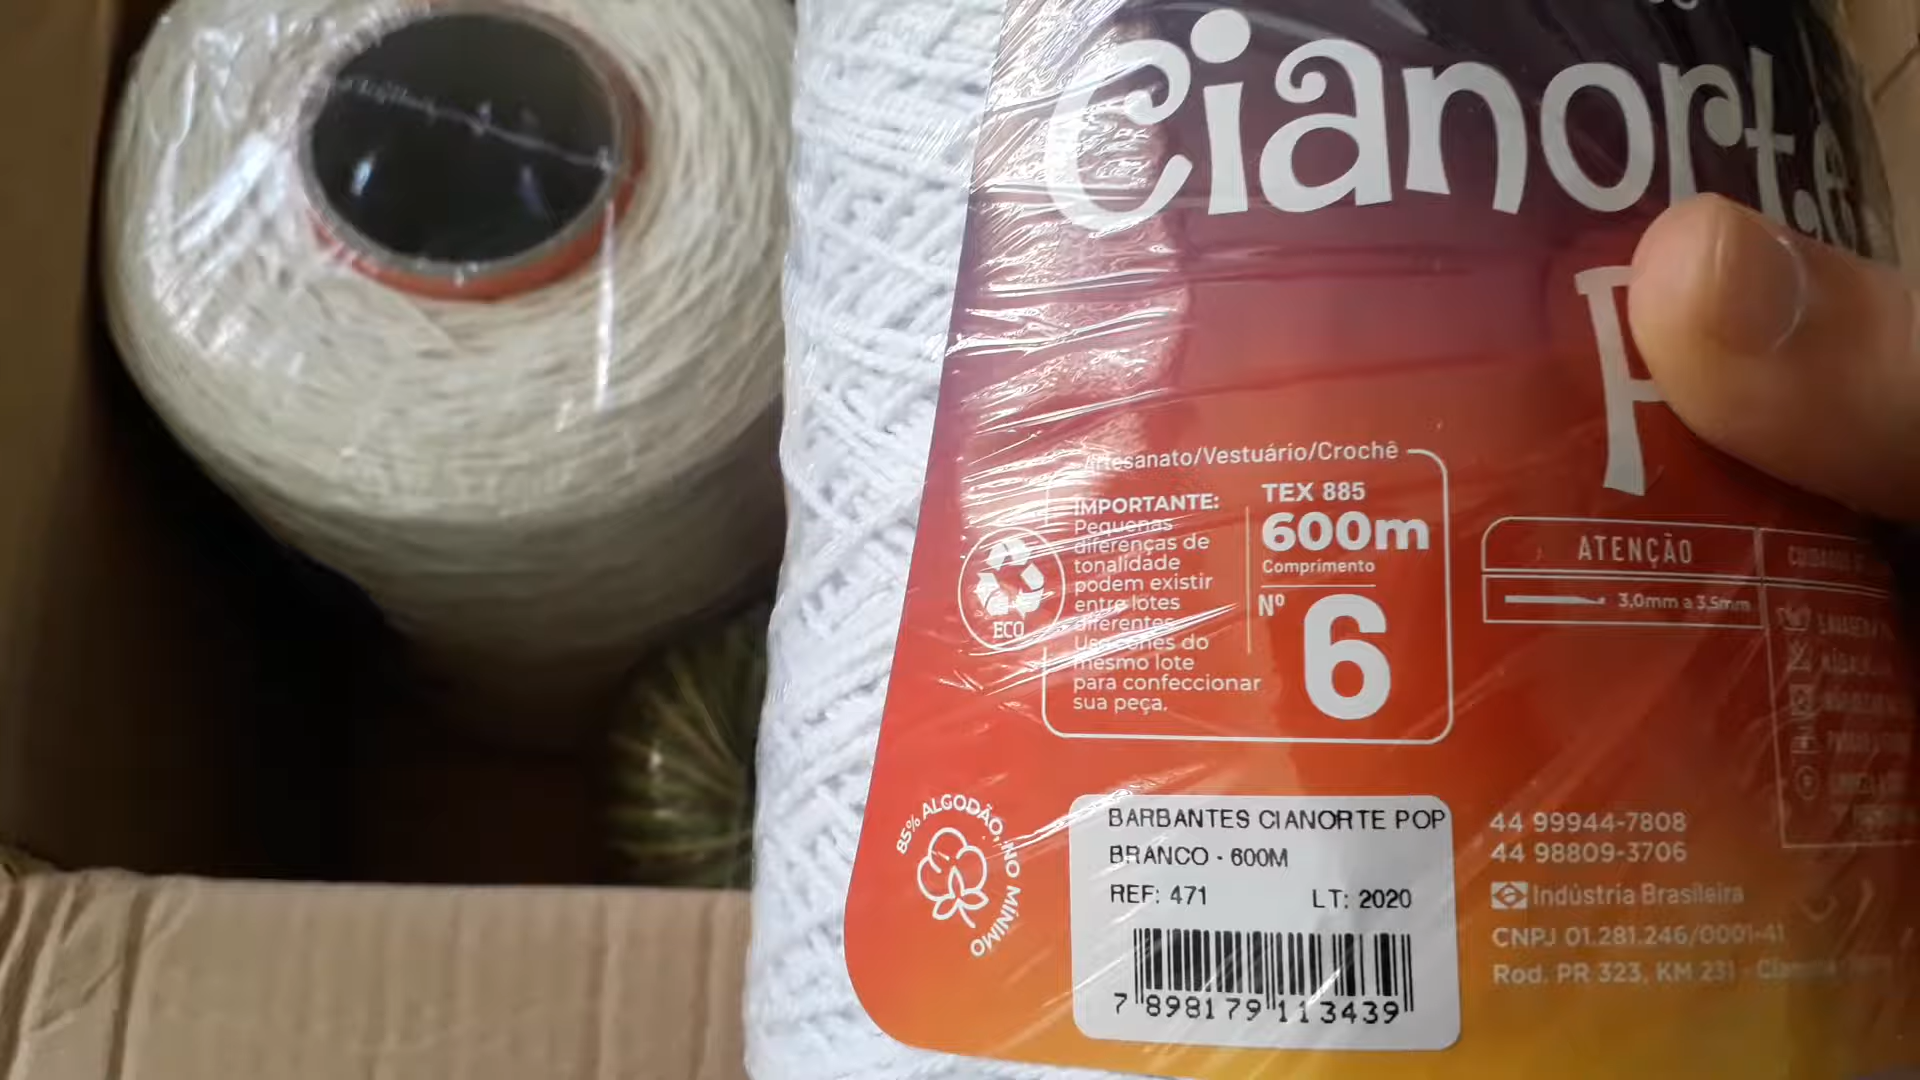 Cianorte
P
Artesanato/Vestuário/Crochê
IMPORTANTE:
Pequenas
diferenças de
tonalidade
podem existir
entre lotes
diferentes.
Use cones do
mesmo lote
para confeccionar
sua peça.
ECO
TEX 885
600m
Comprimento
Nº 6
ATENÇÃO
3,0mm a 3,5mm
85% ALGODÃO, NO MÍNIMO
BARBANTES CIANORTE POP
BRANCO - 600M
REF: 471 LT: 2020
7 898179 113439
44 99944-7808
44 98809-3706
Indústria Brasileira
CNPJ 01.281.246/0001-41
Rod. PR 323, KM 231 -